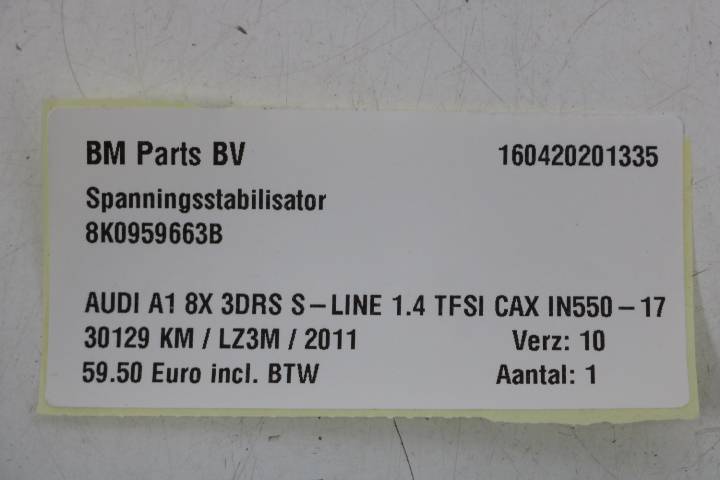 BM Parts BV 160420201335
Spanningsstabilisator
8K0959663B
AUDI A1 8X 3DRS S-LINE 1.4 TFSI CAX IN550-17
30129 KM / LZ3M / 2011 Verz: 10
59.50 Euro incl. BTW Aantal: 1